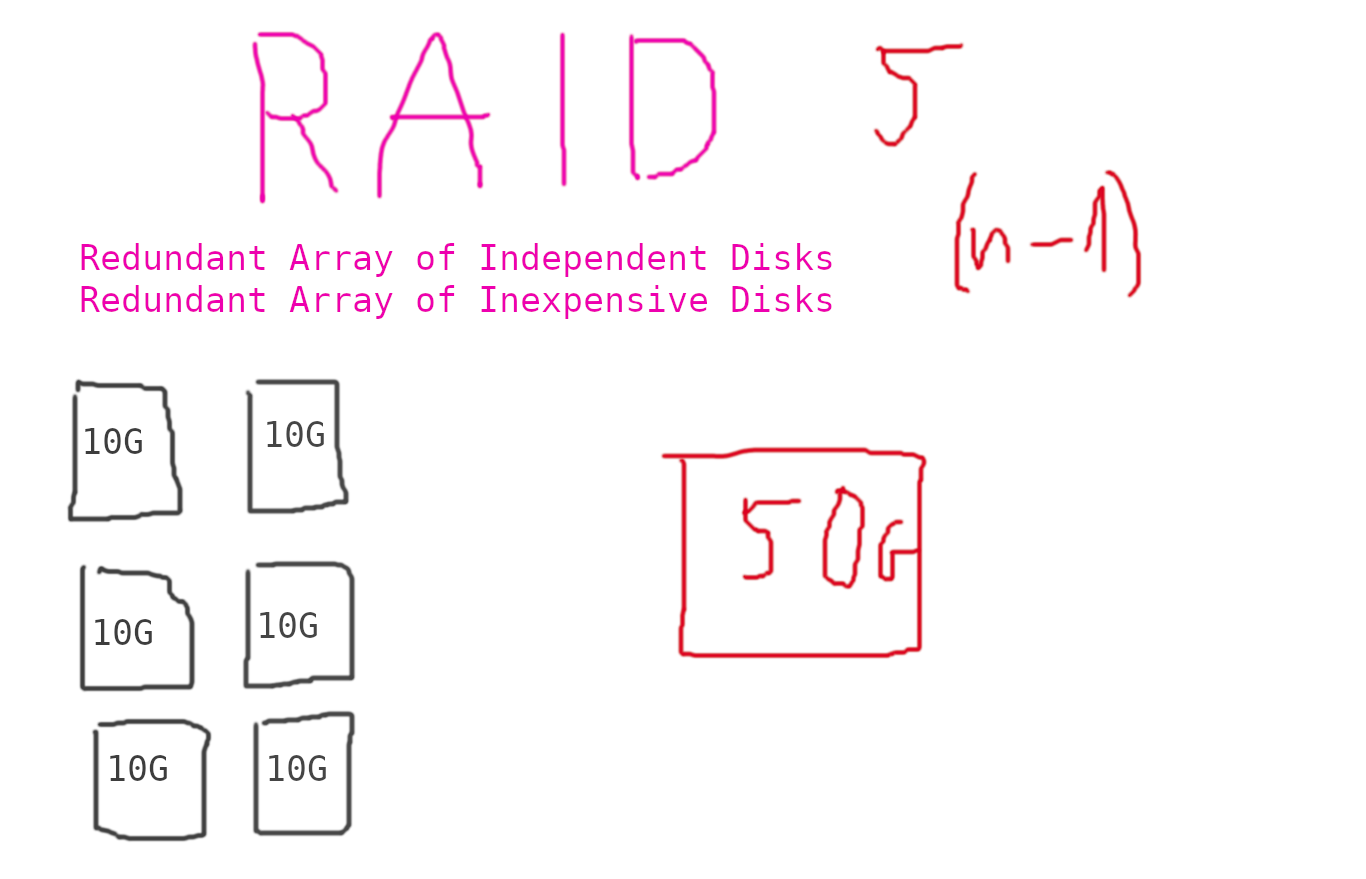 RAID 5
(n-1)
Redundant Array of Independent Disks
Redundant Array of Inexpensive Disks
10G 10G
10G 10G
10G 10G
50G